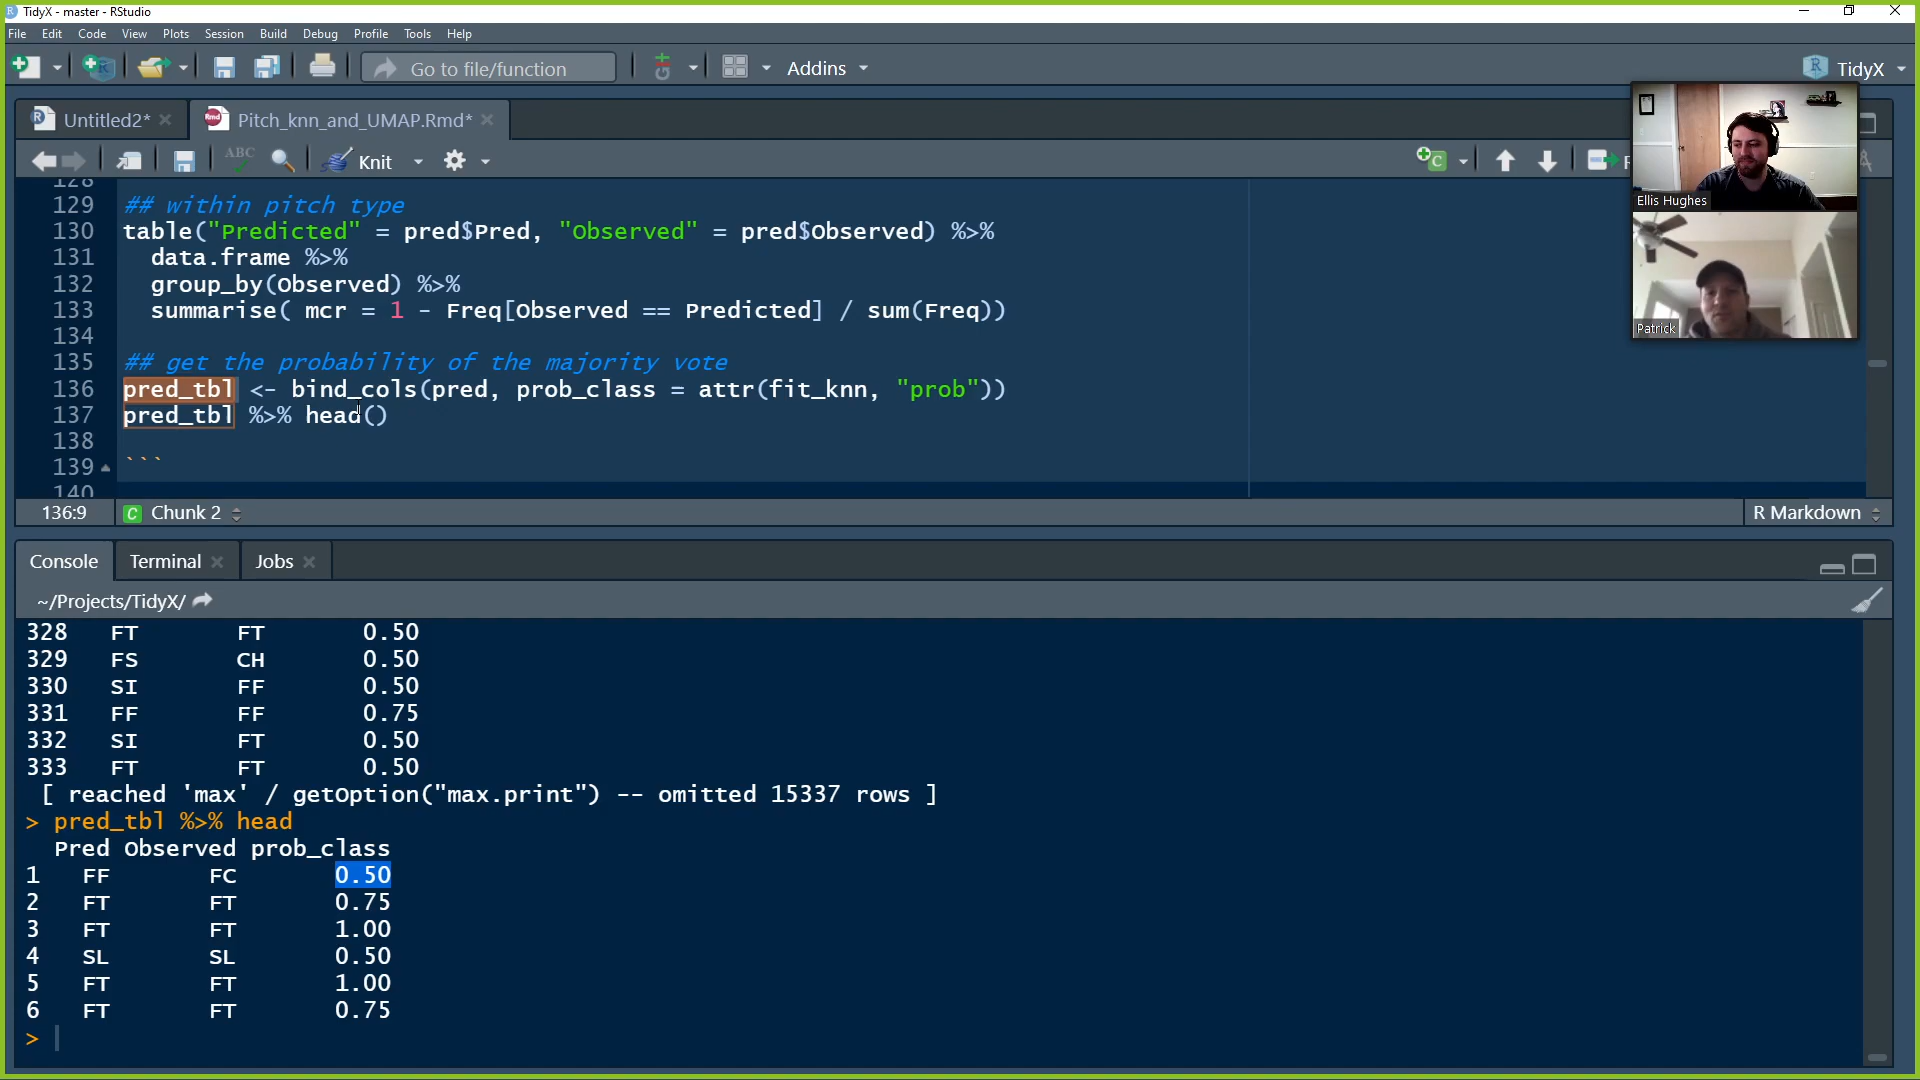 TidyX - master - RStudio
File Edit Code View Plots Session Build Debug Profile Tools Help
Go to file/function Addins TidyX
Untitled2* Pitch_knn_and_UMAP.Rmd*
ABC Knit
128
129 ## within pitch type
130 table("Predicted" = pred$Pred, "Observed" = pred$Observed) %>%
131 data.frame %>%
132 group_by(Observed) %>%
133 summarise( mcr = 1 - Freq[Observed == Predicted] / sum(Freq))
134
135 ## get the probability of the majority vote
136 pred_tbl <- bind_cols(pred, prob_class = attr(fit_knn, "prob"))
137 pred_tbl %>% head()
138
139 ```
140
136:9 C Chunk 2 R Markdown
Ellis Hughes
Patrick
Console Terminal Jobs
~/Projects/TidyX/
328 FT FT 0.50
329 FS CH 0.50
330 SI FF 0.50
331 FF FF 0.75
332 SI FT 0.50
333 FT FT 0.50
[ reached 'max' / getOption("max.print") -- omitted 15337 rows ]
> pred_tbl %>% head
Pred Observed prob_class
1 FF FC 0.50
2 FT FT 0.75
3 FT FT 1.00
4 SL SL 0.50
5 FT FT 1.00
6 FT FT 0.75
>